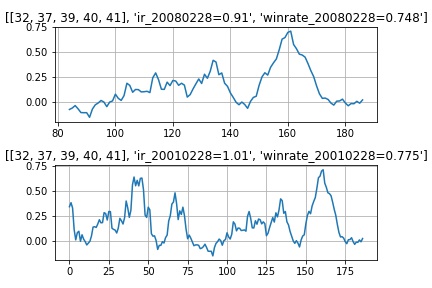 [[32, 37, 39, 40, 41], 'ir_20080228=0.91', 'winrate_20080228=0.748']
0.75
0.50
0.25
0.00
80 100 120 140 160 180
[[32, 37, 39, 40, 41], 'ir_20010228=1.01', 'winrate_20010228=0.775']
0.75
0.50
0.25
0.00
0 25 50 75 100 125 150 175